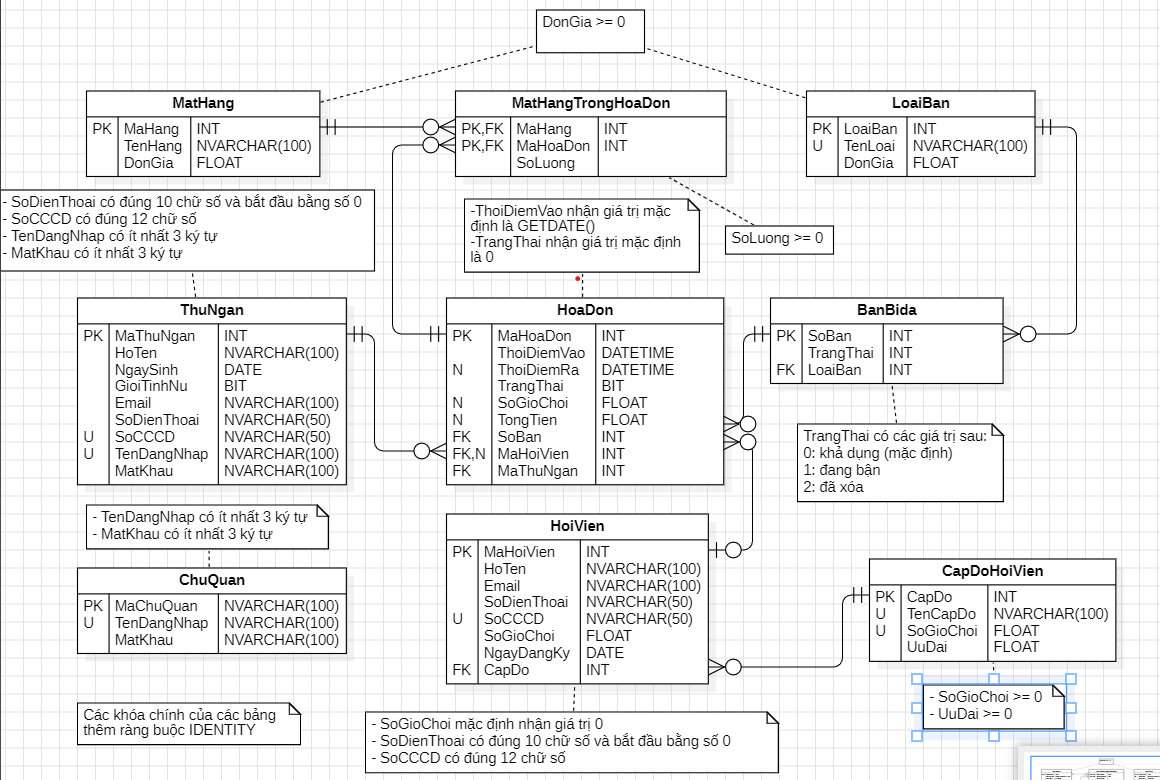 DonGia >= 0
MatHang
PK MaHang INT
TenHang NVARCHAR(100)
DonGia FLOAT
MatHangTrongHoaDon
PK,FK MaHang INT
PK,FK MaHoaDon INT
SoLuong
LoaiBan
PK LoaiBan INT
U TenLoai NVARCHAR(100)
DonGia FLOAT
- SoDienThoai có đúng 10 chữ số và bắt đầu bằng số 0
- SoCCCD có đúng 12 chữ số
- TenDangNhap có ít nhất 3 ký tự
- MatKhau có ít nhất 3 ký tự
-ThoiDiemVao nhận giá trị mặc
định là GETDATE()
-TrangThai nhận giá trị mặc định
là 0
SoLuong >= 0
ThuNgan
PK MaThuNgan INT
HoTen NVARCHAR(100)
NgaySinh DATE
GioiTinhNu BIT
Email NVARCHAR(100)
SoDienThoai NVARCHAR(50)
U SoCCCD NVARCHAR(50)
U TenDangNhap NVARCHAR(100)
MatKhau NVARCHAR(100)
HoaDon
PK MaHoaDon INT
ThoiDiemVao DATETIME
N ThoiDiemRa DATETIME
TrangThai BIT
N SoGioChoi FLOAT
N TongTien FLOAT
FK SoBan INT
FK,N MaHoiVien INT
FK MaThuNgan INT
BanBida
PK SoBan INT
TrangThai INT
FK LoaiBan INT
TrangThai có các giá trị sau:
0: khả dụng (mặc định)
1: đang bận
2: đã xóa
- TenDangNhap có ít nhất 3 ký tự
- MatKhau có ít nhất 3 ký tự
ChuQuan
PK MaChuQuan NVARCHAR(100)
U TenDangNhap NVARCHAR(100)
MatKhau NVARCHAR(100)
HoiVien
PK MaHoiVien INT
HoTen NVARCHAR(100)
Email NVARCHAR(100)
SoDienThoai NVARCHAR(50)
U SoCCCD NVARCHAR(50)
SoGioChoi FLOAT
NgayDangKy DATE
FK CapDo INT
CapDoHoiVien
PK CapDo INT
U TenCapDo NVARCHAR(100)
U SoGioChoi FLOAT
UuDai FLOAT
- SoGioChoi >= 0
- UuDai >= 0
Các khóa chính của các bảng
thêm ràng buộc IDENTITY
- SoGioChoi mặc định nhận giá trị 0
- SoDienThoai có đúng 10 chữ số và bắt đầu bằng số 0
- SoCCCD có đúng 12 chữ số